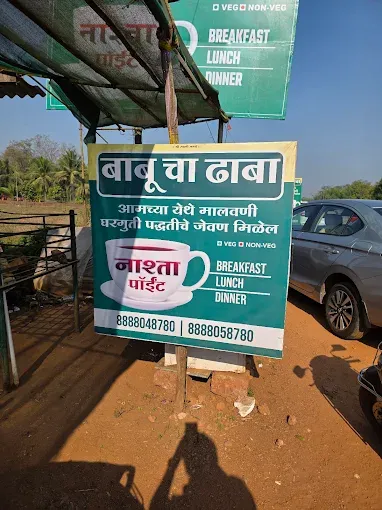 □ VEG □ NON-VEG
नाश्ता
पॉईंट
BREAKFAST
LUNCH
DINNER
बाबू चा ढाबा
आमच्या येथे मालवणी
घरगुती पद्धतीचे जेवण मिळेल
□ VEG □ NON-VEG
नाश्ता
पॉईंट
BREAKFAST
LUNCH
DINNER
8888048780 | 8888058780